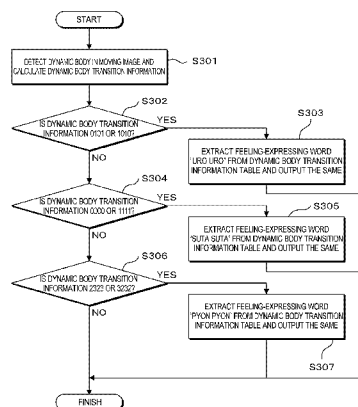 START
S301
DETECT DYNAMIC BODY IN MOVING IMAGE AND
CALCULATE DYNAMIC BODY TRANSITION INFORMATION
S302
IS DYNAMIC BODY TRANSITION
INFORMATION 0101 OR 1010?
YES
NO
S303
EXTRACT FEELING-EXPRESSING WORD
"URO URO" FROM DYNAMIC BODY TRANSITION
INFORMATION TABLE AND OUTPUT THE SAME
S304
IS DYNAMIC BODY TRANSITION
INFORMATION 0000 OR 1111?
YES
NO
S305
EXTRACT FEELING-EXPRESSING WORD
"SUTA SUTA" FROM DYNAMIC BODY TRANSITION
INFORMATION TABLE AND OUTPUT THE SAME
S306
IS DYNAMIC BODY TRANSITION
INFORMATION 2323 OR 3232?
YES
NO
EXTRACT FEELING-EXPRESSING WORD
"PYON PYON" FROM DYNAMIC BODY TRANSITION
INFORMATION TABLE AND OUTPUT THE SAME
S307
FINISH